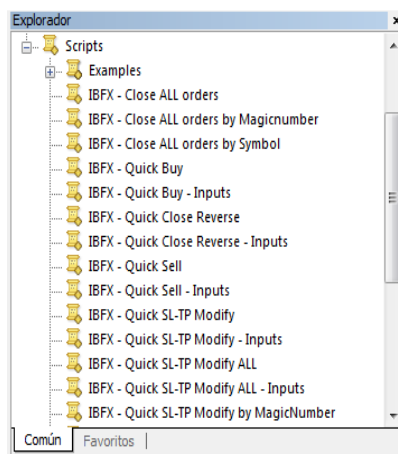 Explorador
Scripts
Examples
IBFX - Close ALL orders
IBFX - Close ALL orders by Magicnumber
IBFX - Close ALL orders by Symbol
IBFX - Quick Buy
IBFX - Quick Buy - Inputs
IBFX - Quick Close Reverse
IBFX - Quick Close Reverse - Inputs
IBFX - Quick Sell
IBFX - Quick Sell - Inputs
IBFX - Quick SL-TP Modify
IBFX - Quick SL-TP Modify - Inputs
IBFX - Quick SL-TP Modify ALL
IBFX - Quick SL-TP Modify ALL - Inputs
IBFX - Quick SL-TP Modify by MagicNumber
Común Favoritos